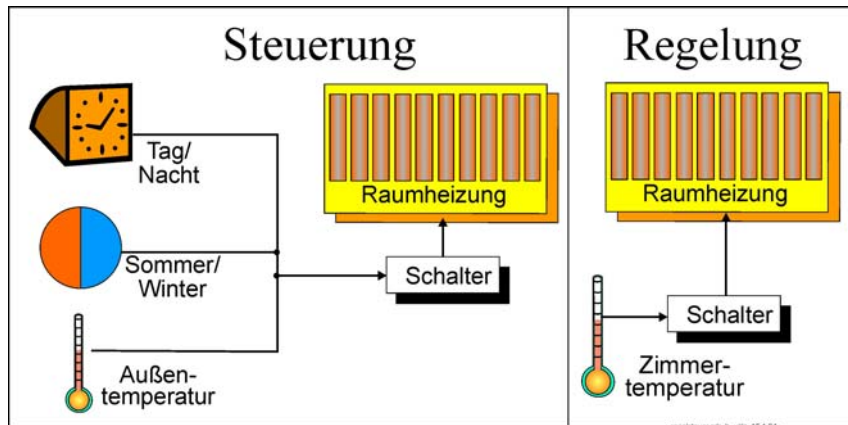 Steuerung
Tag/
Nacht
Sommer/
Winter
Außen-
temperatur
Raumheizung
Schalter
Regelung
Raumheizung
Schalter
Zimmer-
temperatur